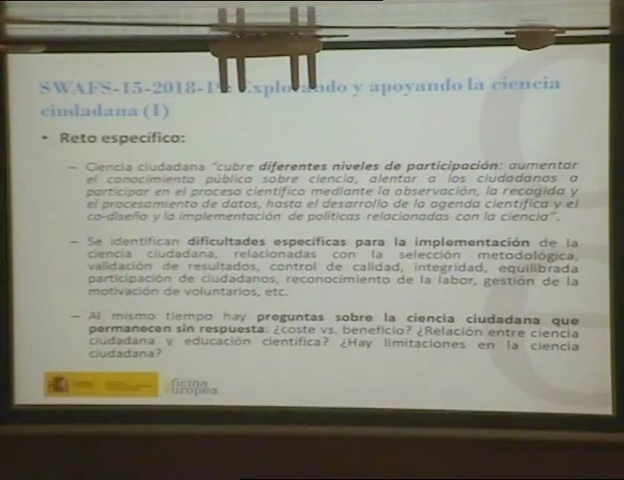 SWAFS-15-2018-1 : Explorando y apoyando la ciencia
ciudadana (I)
• Reto específico:
– Ciencia ciudadana "cubre diferentes niveles de participación: aumentar
el conocimiento público sobre ciencia, alentar a los ciudadanos a
participar en el proceso científico mediante la observación, la recogida y
el procesamiento de datos, hasta el desarrollo de la agenda científica y el
co-diseño y la implementación de políticas relacionadas con la ciencia".
– Se identifican dificultades específicas para la implementación de la
ciencia ciudadana, relacionadas con la selección metodológica,
validación de resultados, control de calidad, integridad, equilibrada
participación de ciudadanos, reconocimiento de la labor, gestión de la
motivación de voluntarios, etc.
– Al mismo tiempo hay preguntas sobre la ciencia ciudadana que
permanecen sin respuesta: ¿coste vs. beneficio? ¿Relación entre ciencia
ciudadana y educación científica? ¿Hay limitaciones en la ciencia
ciudadana?
oficina
europea